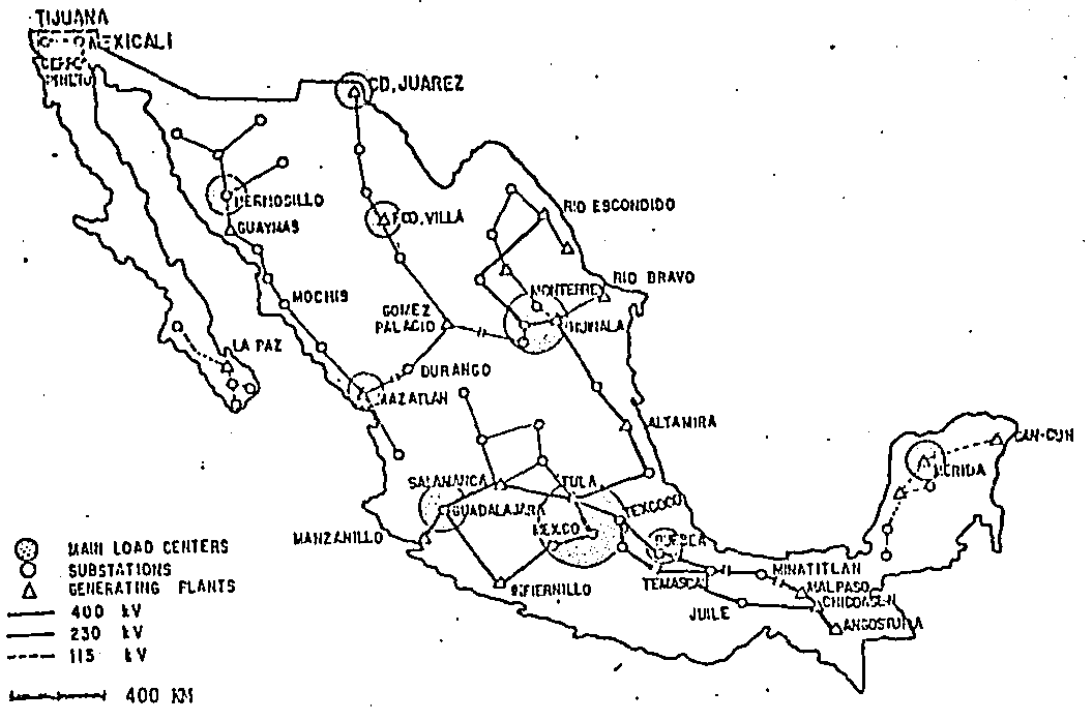 TIJUANA
MEXICALI
CD, JUAREZ
HERMOSILLO
GUAYMAS
FCO, VILLA
RIO ESCONDIDO
RIO BRAVO
MOCHIS
GOMEZ
PALACIO
MONTERREY
LA PAZ
DURANGO
MAZATLAN
ALTAMIRA
CAN-CUN
MERIDA
SALAMANCA
TULA
GUADALAJARA
TEXCOCO
MEXICO
PUEBLA
MANZANILLO
TEMASCAL
MINATITLAN
MALPASO
CHICOASEN
JUILE
ANGOSTURA
MAIN LOAD CENTERS
SUBSTATIONS
GENERATING PLANTS
400 kV
230 kV
115 kV
400 KM